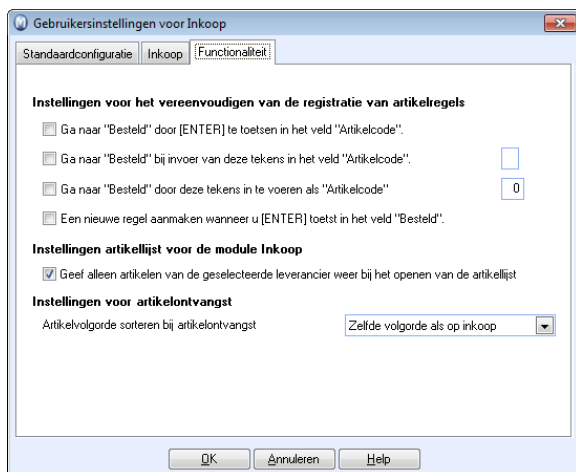 Gebruikersinstellingen voor Inkoop
Standaardconfiguratie
Inkoop
Functionaliteit
Instellingen voor het vereenvoudigen van de registratie van artikelregels
Ga naar "Besteld" door [ENTER] te toetsen in het veld "Artikelcode".
Ga naar "Besteld" bij invoer van deze tekens in het veld "Artikelcode".
Ga naar "Besteld" door deze tekens in te voeren als "Artikelcode"
0
Een nieuwe regel aanmaken wanneer u [ENTER] toetst in het veld "Besteld".
Instellingen artikellijst voor de module Inkoop
Geef alleen artikelen van de geselecteerde leverancier weer bij het openen van de artikellijst
Instellingen voor artikelontvangst
Artikelvolgorde sorteren bij artikelontvangst
Zelfde volgorde als op inkoop
OK
Annuleren
Help